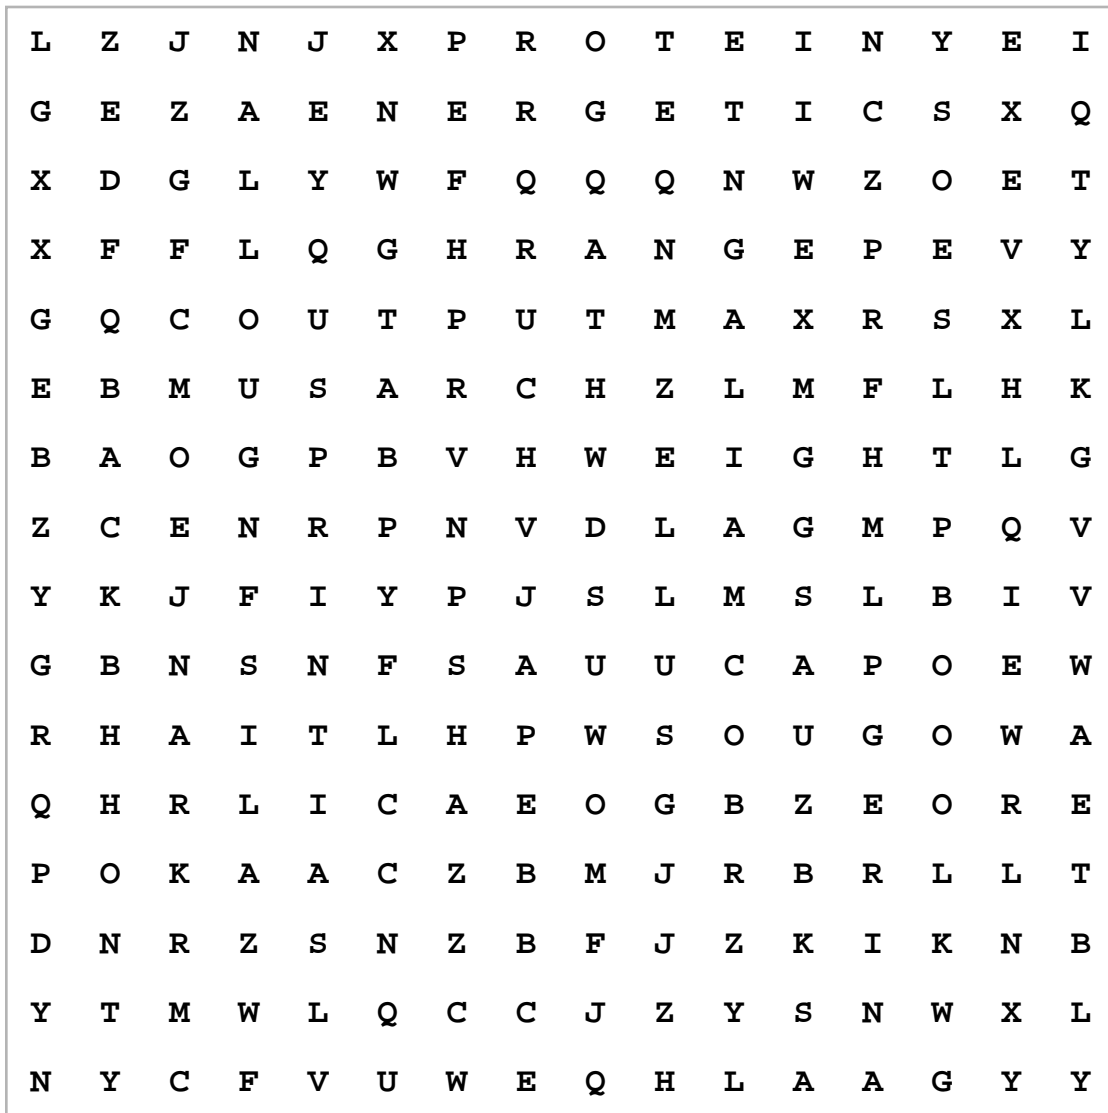 L Z J N J X P R O T E I N Y E I
G E Z A E N E R G E T I C S X Q
X D G L Y W F Q Q Q N W Z O E T
X F F L Q G H R A N G E P E V Y
G Q C O U T P U T M A X R S X L
E B M U S A R C H Z L M F L H K
B A O G P B V H W E I G H T L G
Z C E N R P N V D L A G M P Q V
Y K J F I Y P J S L M S L B I V
G B N S N F S A U U C A P O E W
R H A I T L H P W S O U G O W A
Q H R L I C A E O G B Z E O R E
P O K A A C Z B M J R B R L L T
D N R Z S N Z B F J Z K I K N B
Y T M W L Q C C J Z Y S N W X L
N Y C F V U W E Q H L A A G Y Y